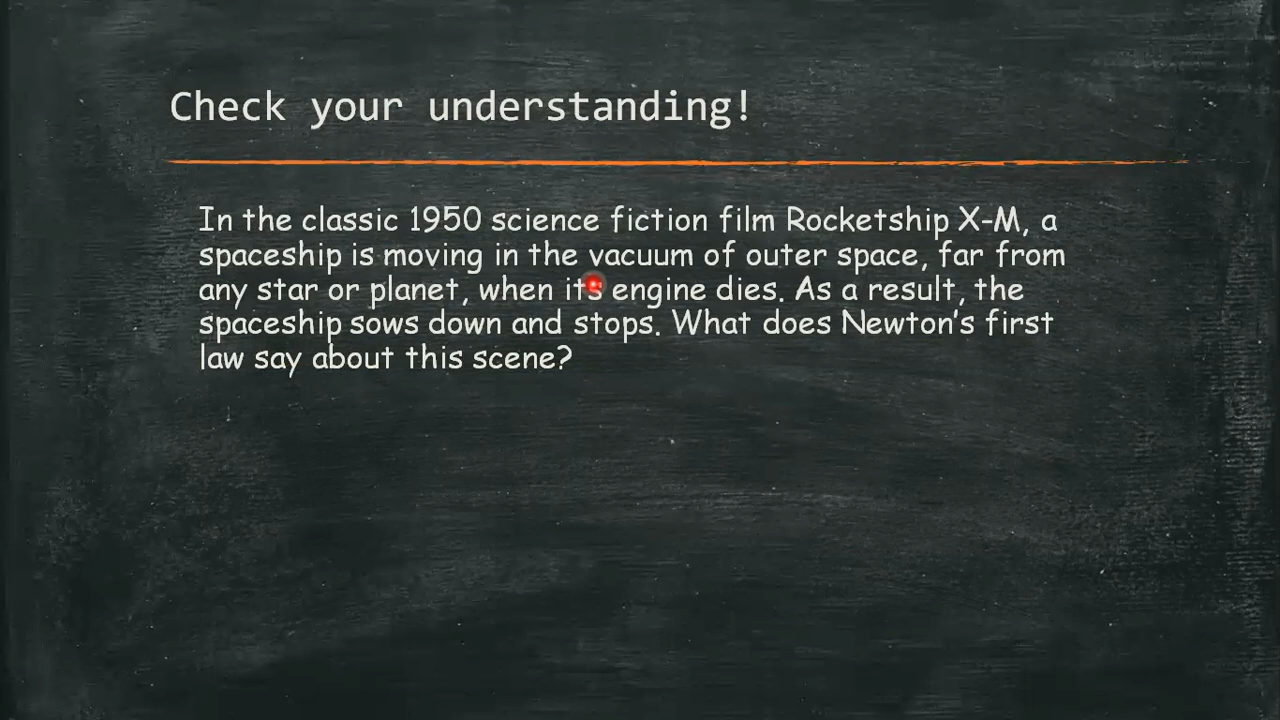 Check your understanding!
In the classic 1950 science fiction film Rocketship X-M, a
spaceship is moving in the vacuum of outer space, far from
any star or planet, when its engine dies. As a result, the
spaceship sows down and stops. What does Newton's first
law say about this scene?